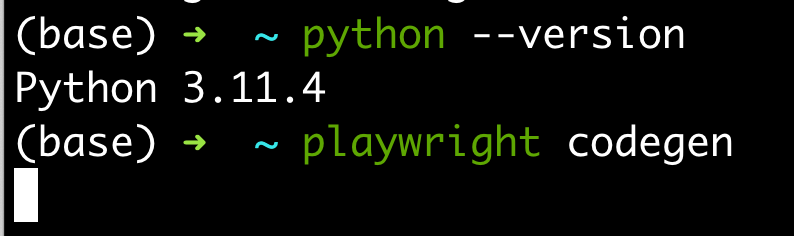 (base) ➜  ~ python --version
Python 3.11.4
(base) ➜  ~ playwright codegen